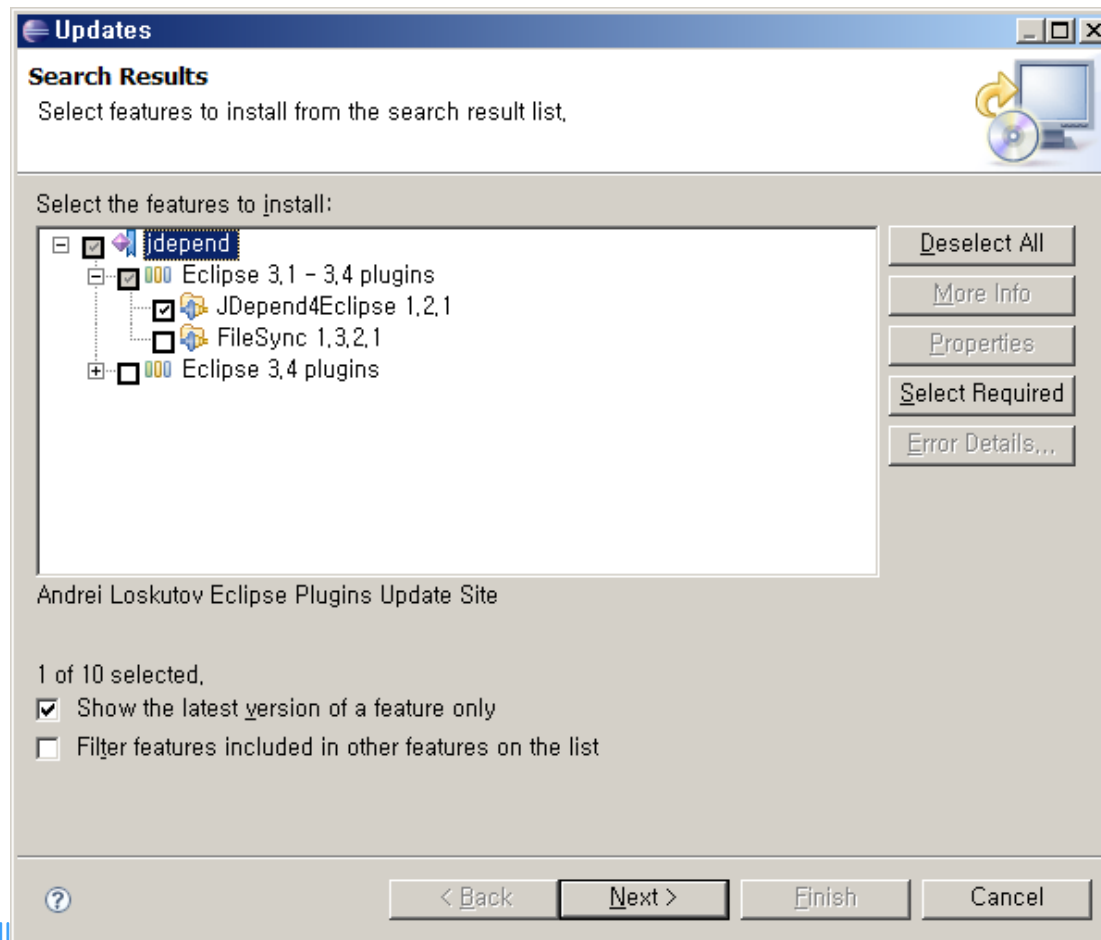 Updates
Search Results
Select features to install from the search result list,
Select the features to install:
jdepend
Eclipse 3,1 - 3,4 plugins
JDepend4Eclipse 1,2,1
FileSync 1,3,2,1
Eclipse 3,4 plugins
Deselect All
More Info
Properties
Select Required
Error Details,,,
Andrei Loskutov Eclipse Plugins Update Site
1 of 10 selected,
Show the latest version of a feature only
Filter features included in other features on the list
< Back
Next >
Finish
Cancel